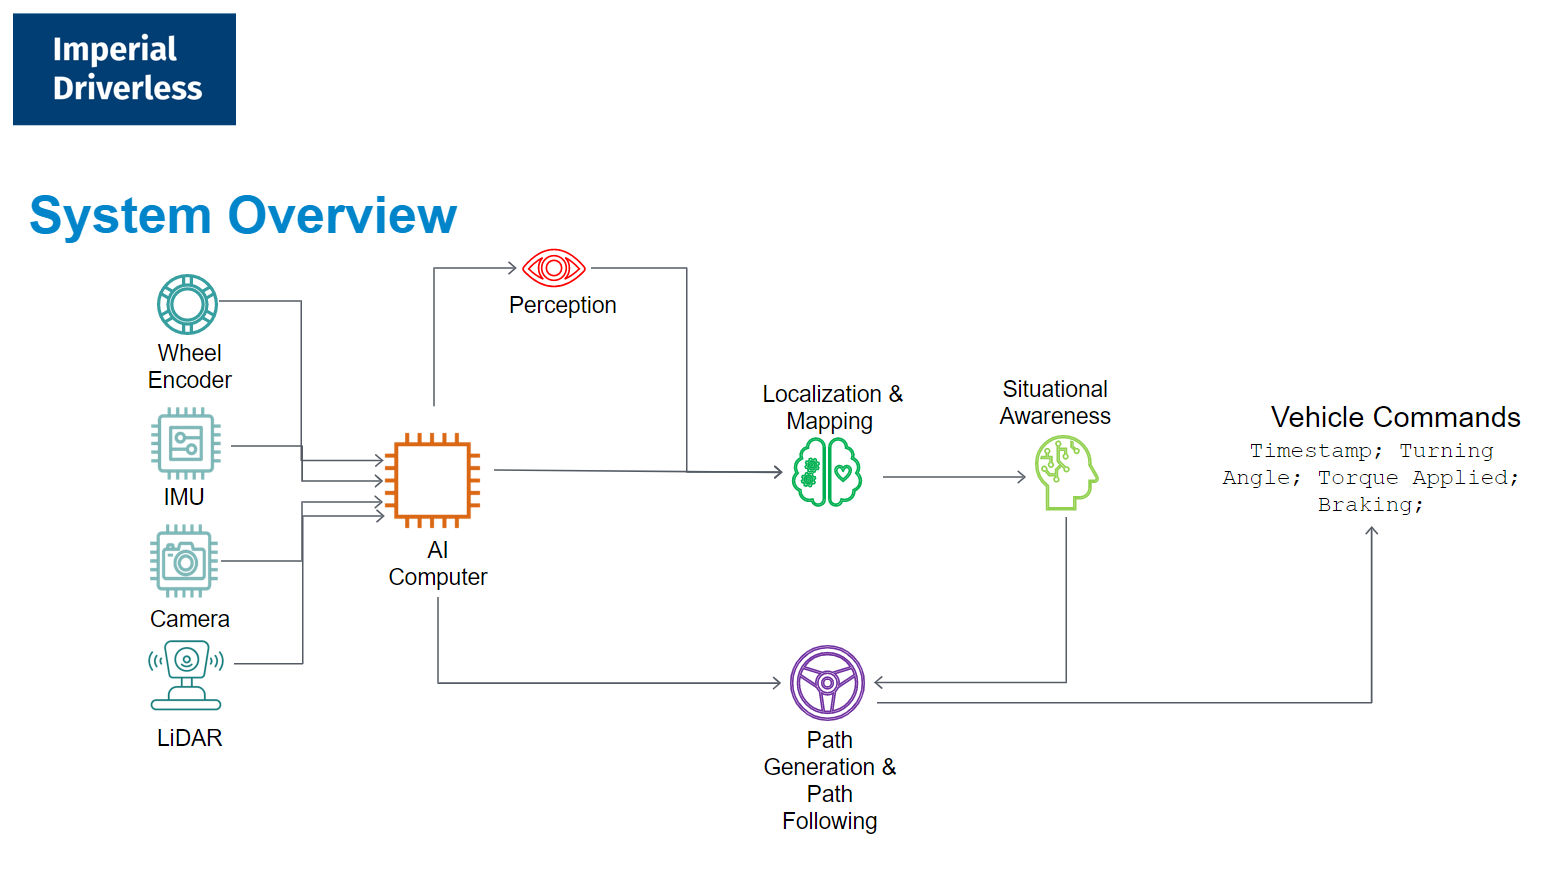 Imperial
Driverless
System Overview
Wheel
Encoder
IMU
Camera
LiDAR
AI
Computer
Perception
Localization &
Mapping
Situational
Awareness
Path
Generation &
Path
Following
Vehicle Commands
Timestamp; Turning
Angle; Torque Applied;
Braking;